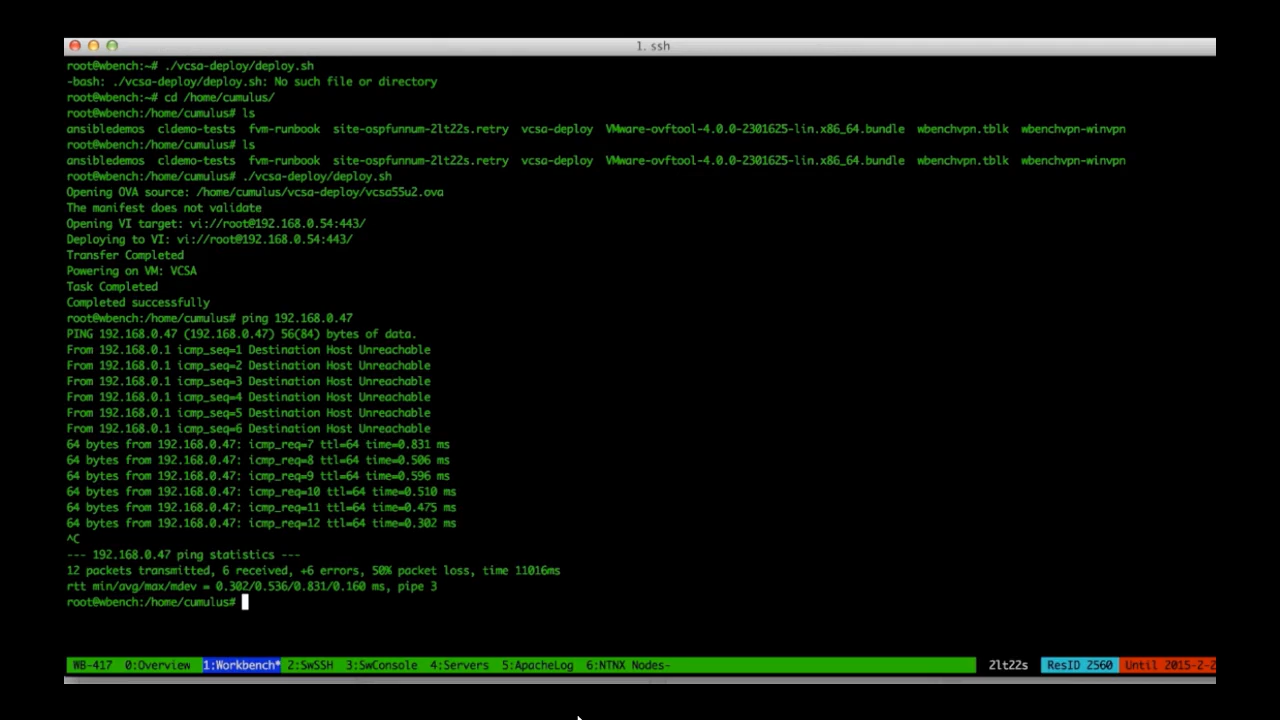 1. ssh
root@wbench:~# ./vcsa-deploy/deploy.sh
-bash: ./vcsa-deploy/deploy.sh: No such file or directory
root@wbench:~# cd /home/cumulus/
root@wbench:/home/cumulus# ls
ansibledemos cldemo-tests fvm-runbook site-ospfunnum-2lt22s.retry vcsa-deploy VMware-ovftool-4.0.0-2301625-lin.x86_64.bundle wbenchvpn.tblk wbenchvpn-winvpn
root@wbench:/home/cumulus# ls
ansibledemos cldemo-tests fvm-runbook site-ospfunnum-2lt22s.retry vcsa-deploy VMware-ovftool-4.0.0-2301625-lin.x86_64.bundle wbenchvpn.tblk wbenchvpn-winvpn
root@wbench:/home/cumulus# ./vcsa-deploy/deploy.sh
Opening OVA source: /home/cumulus/vcsa-deploy/vcsa55u2.ova
The manifest does not validate
Opening VI target: vi://root@192.168.0.54:443/
Deploying to VI: vi://root@192.168.0.54:443/
Transfer Completed
Powering on VM: VCSA
Task Completed
Completed successfully
root@wbench:/home/cumulus# ping 192.168.0.47
PING 192.168.0.47 (192.168.0.47) 56(84) bytes of data.
From 192.168.0.1 icmp_seq=1 Destination Host Unreachable
From 192.168.0.1 icmp_seq=2 Destination Host Unreachable
From 192.168.0.1 icmp_seq=3 Destination Host Unreachable
From 192.168.0.1 icmp_seq=4 Destination Host Unreachable
From 192.168.0.1 icmp_seq=5 Destination Host Unreachable
From 192.168.0.1 icmp_seq=6 Destination Host Unreachable
64 bytes from 192.168.0.47: icmp_req=7 ttl=64 time=0.831 ms
64 bytes from 192.168.0.47: icmp_req=8 ttl=64 time=0.506 ms
64 bytes from 192.168.0.47: icmp_req=9 ttl=64 time=0.596 ms
64 bytes from 192.168.0.47: icmp_req=10 ttl=64 time=0.510 ms
64 bytes from 192.168.0.47: icmp_req=11 ttl=64 time=0.475 ms
64 bytes from 192.168.0.47: icmp_req=12 ttl=64 time=0.302 ms
^C
--- 192.168.0.47 ping statistics ---
12 packets transmitted, 6 received, +6 errors, 50% packet loss, time 11016ms
rtt min/avg/max/mdev = 0.302/0.536/0.831/0.160 ms, pipe 3
root@wbench:/home/cumulus#
WB-417 0:Overview 1:Workbench* 2:SwSSH 3:SwConsole 4:Servers 5:ApacheLog 6:NTNX Nodes- 2lt22s ResID 2560 Until 2015-2-2